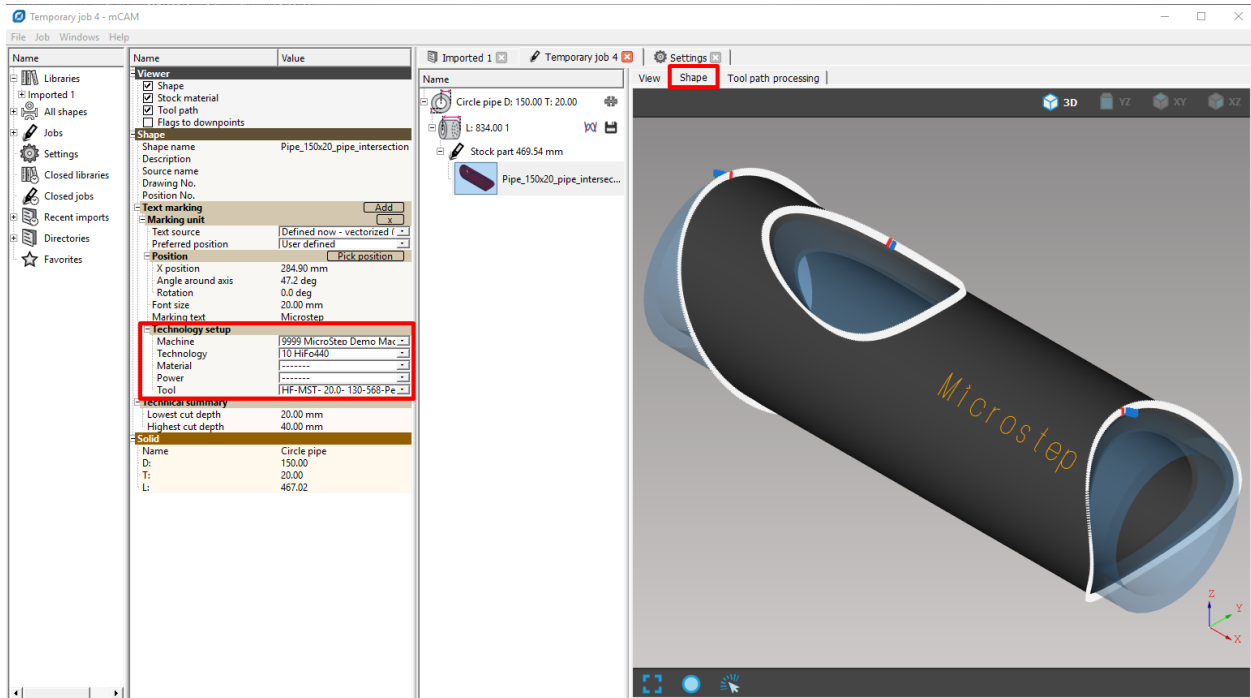 Temporary job 4 - mCAM
File Job Windows Help
Name
Libraries
Imported 1
All shapes
Jobs
Settings
Closed libraries
Closed jobs
Recent imports
Directories
Favorites
Name Value
Viewer
Shape
Stock material
Tool path
Flags to downpoints
Shape
Shape name Pipe_150x20_pipe_intersection
Description
Source name
Drawing No.
Position No.
Text marking Add
Marking unit x
Text source Defined now - vectorized (
Preferred position User defined
Position Pick position
X position 284.90 mm
Angle around axis 47.2 deg
Rotation 0.0 deg
Font size 20.00 mm
Marking text Microstep
Technology setup
Machine 9999 MicroStep Demo Mac
Technology 10 HiFo440
Material -------
Power -------
Tool HF-MST- 20.0- 130-568-Pe
Technical summary
Lowest cut depth 20.00 mm
Highest cut depth 40.00 mm
Solid
Name Circle pipe
D: 150.00
T: 20.00
L: 467.02
Imported 1 Temporary job 4 Settings
Name
Circle pipe D: 150.00 T: 20.00
L: 834.00 1
Stock part 469.54 mm
Pipe_150x20_pipe_intersec...
View Shape Tool path processing
3D YZ XY XZ
Microstep
Z
Y
X